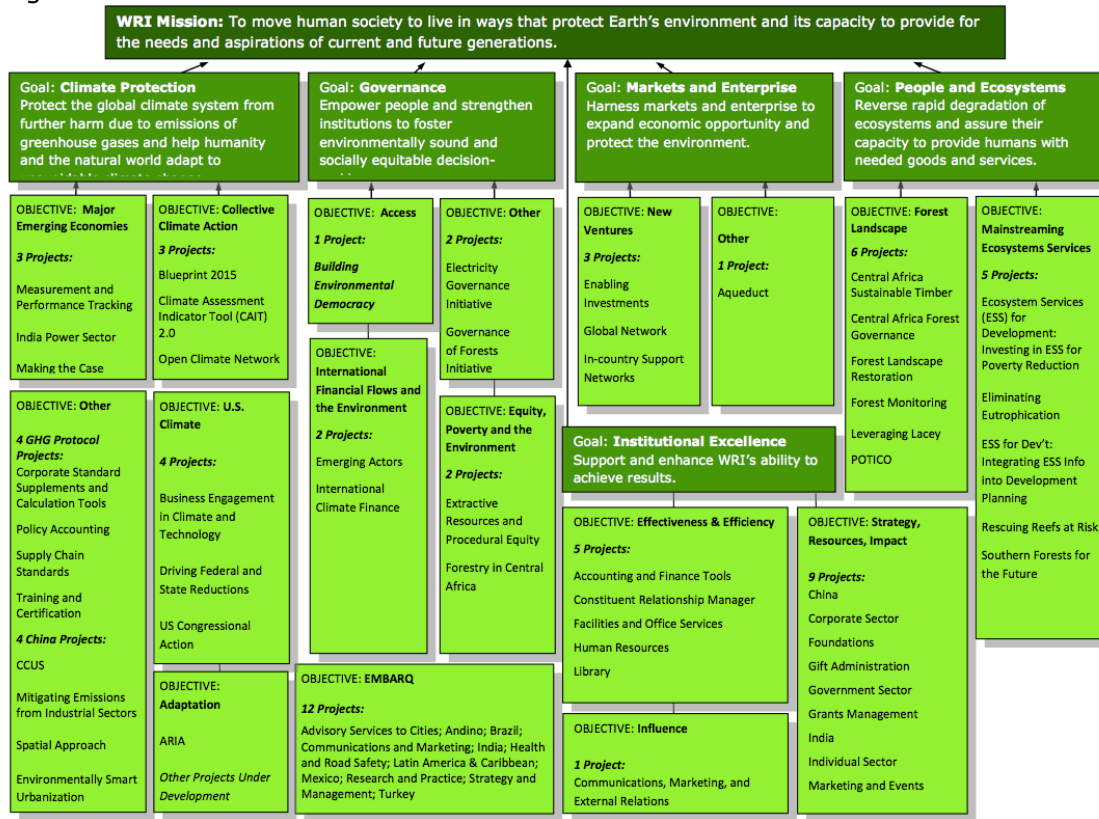 WRI Mission: To move human society to live in ways that protect Earth's environment and its capacity to provide for
the needs and aspirations of current and future generations.
Goal: Climate Protection
Protect the global climate system from
further harm due to emissions of
greenhouse gases and help humanity
and the natural world adapt to
Goal: Governance
Empower people and strengthen
institutions to foster
environmentally sound and
socially equitable decision-
Goal: Markets and Enterprise
Harness markets and enterprise to
expand economic opportunity and
protect the environment.
Goal: People and Ecosystems
Reverse rapid degradation of
ecosystems and assure their
capacity to provide humans with
needed goods and services.
OBJECTIVE: Major
Emerging Economies
3 Projects:
Measurement and
Performance Tracking
India Power Sector
Making the Case
OBJECTIVE: Collective
Climate Action
3 Projects:
Blueprint 2015
Climate Assessment
Indicator Tool (CAIT)
2.0
Open Climate Network
OBJECTIVE: Access
1 Project:
Building
Environmental
Democracy
OBJECTIVE: Other
2 Projects:
Electricity
Governance
Initiative
Governance
of Forests
Initiative
OBJECTIVE: New
Ventures
3 Projects:
Enabling
Investments
Global Network
In-country Support
Networks
OBJECTIVE:
Other
1 Project:
Aqueduct
OBJECTIVE: Forest
Landscape
6 Projects:
Central Africa
Sustainable Timber
Central Africa Forest
Governance
Forest Landscape
Restoration
Forest Monitoring
Leveraging Lacey
POTICO
OBJECTIVE:
Mainstreaming
Ecosystems Services
5 Projects:
Ecosystem Services
(ESS) for
Development:
Investing in ESS for
Poverty Reduction
Eliminating
Eutrophication
ESS for Dev't:
Integrating ESS Info
into Development
Planning
Rescuing Reefs at Risk
Southern Forests for
the Future
OBJECTIVE: Other
4 GHG Protocol
Projects:
Corporate Standard
Supplements and
Calculation Tools
Policy Accounting
Supply Chain
Standards
Training and
Certification
4 China Projects:
CCUS
Mitigating Emissions
from Industrial Sectors
Spatial Approach
Environmentally Smart
Urbanization
OBJECTIVE: U.S.
Climate
4 Projects:
Business Engagement
in Climate and
Technology
Driving Federal and
State Reductions
US Congressional
Action
OBJECTIVE:
Adaptation
ARIA
Other Projects Under
Development
OBJECTIVE:
International
Financial Flows and
the Environment
2 Projects:
Emerging Actors
International
Climate Finance
OBJECTIVE: Equity,
Poverty and the
Environment
2 Projects:
Extractive
Resources and
Procedural Equity
Forestry in Central
Africa
OBJECTIVE: EMBARQ
12 Projects:
Advisory Services to Cities; Andino; Brazil;
Communications and Marketing; India; Health
and Road Safety; Latin America & Caribbean;
Mexico; Research and Practice; Strategy and
Management; Turkey
Goal: Institutional Excellence
Support and enhance WRI's ability to
achieve results.
OBJECTIVE: Effectiveness & Efficiency
5 Projects:
Accounting and Finance Tools
Constituent Relationship Manager
Facilities and Office Services
Human Resources
Library
OBJECTIVE: Influence
1 Project:
Communications, Marketing, and
External Relations
OBJECTIVE: Strategy,
Resources, Impact
9 Projects:
China
Corporate Sector
Foundations
Gift Administration
Government Sector
Grants Management
India
Individual Sector
Marketing and Events